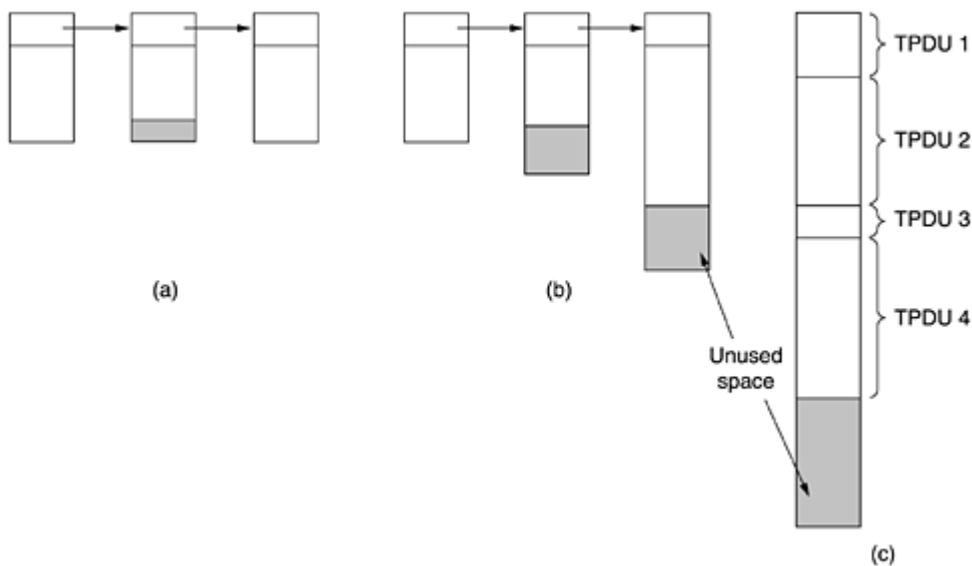 TPDU 1
TPDU 2
TPDU 3
(a)
(b)
TPDU 4
Unused
space
(c)